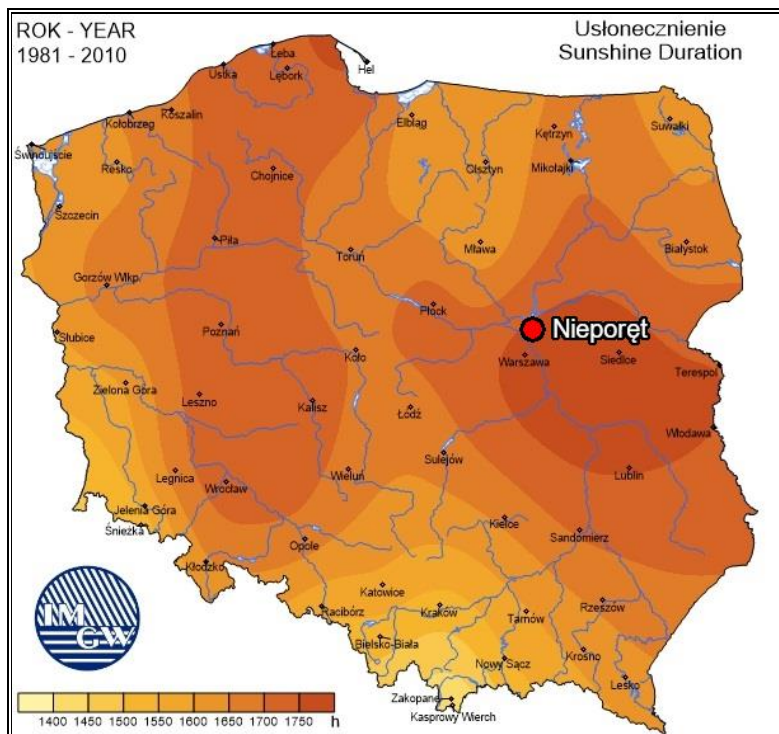 ROK - YEAR
1981 - 2010
Usłonecznienie
Sunshine Duration
Łeba
Hel
Ustka
Lębork
Koszalin
Kołobrzeg
Elbląg
Kętrzyn
Suwałki
Świnoujście
Resko
Chojnice
Olsztyn
Mikołajki
Szczecin
Piła
Mława
Białystok
Toruń
Gorzów Wlkp.
Płock
Nieporęt
Słubice
Poznań
Koło
Warszawa
Siedlce
Terespol
Zielona Góra
Leszno
Kalisz
Łódź
Włodawa
Sulejów
Legnica
Wrocław
Wieluń
Lublin
Jelenia Góra
Śnieżka
Opole
Kielce
Sandomierz
Kłodzko
Katowice
Racibórz
Kraków
Tarnów
Rzeszów
Bielsko-Biała
Nowy Sącz
Krosno
Lesko
Zakopane
Kasprowy Wierch
IM
GW
1400 1450 1500 1550 1600 1650 1700 1750 h